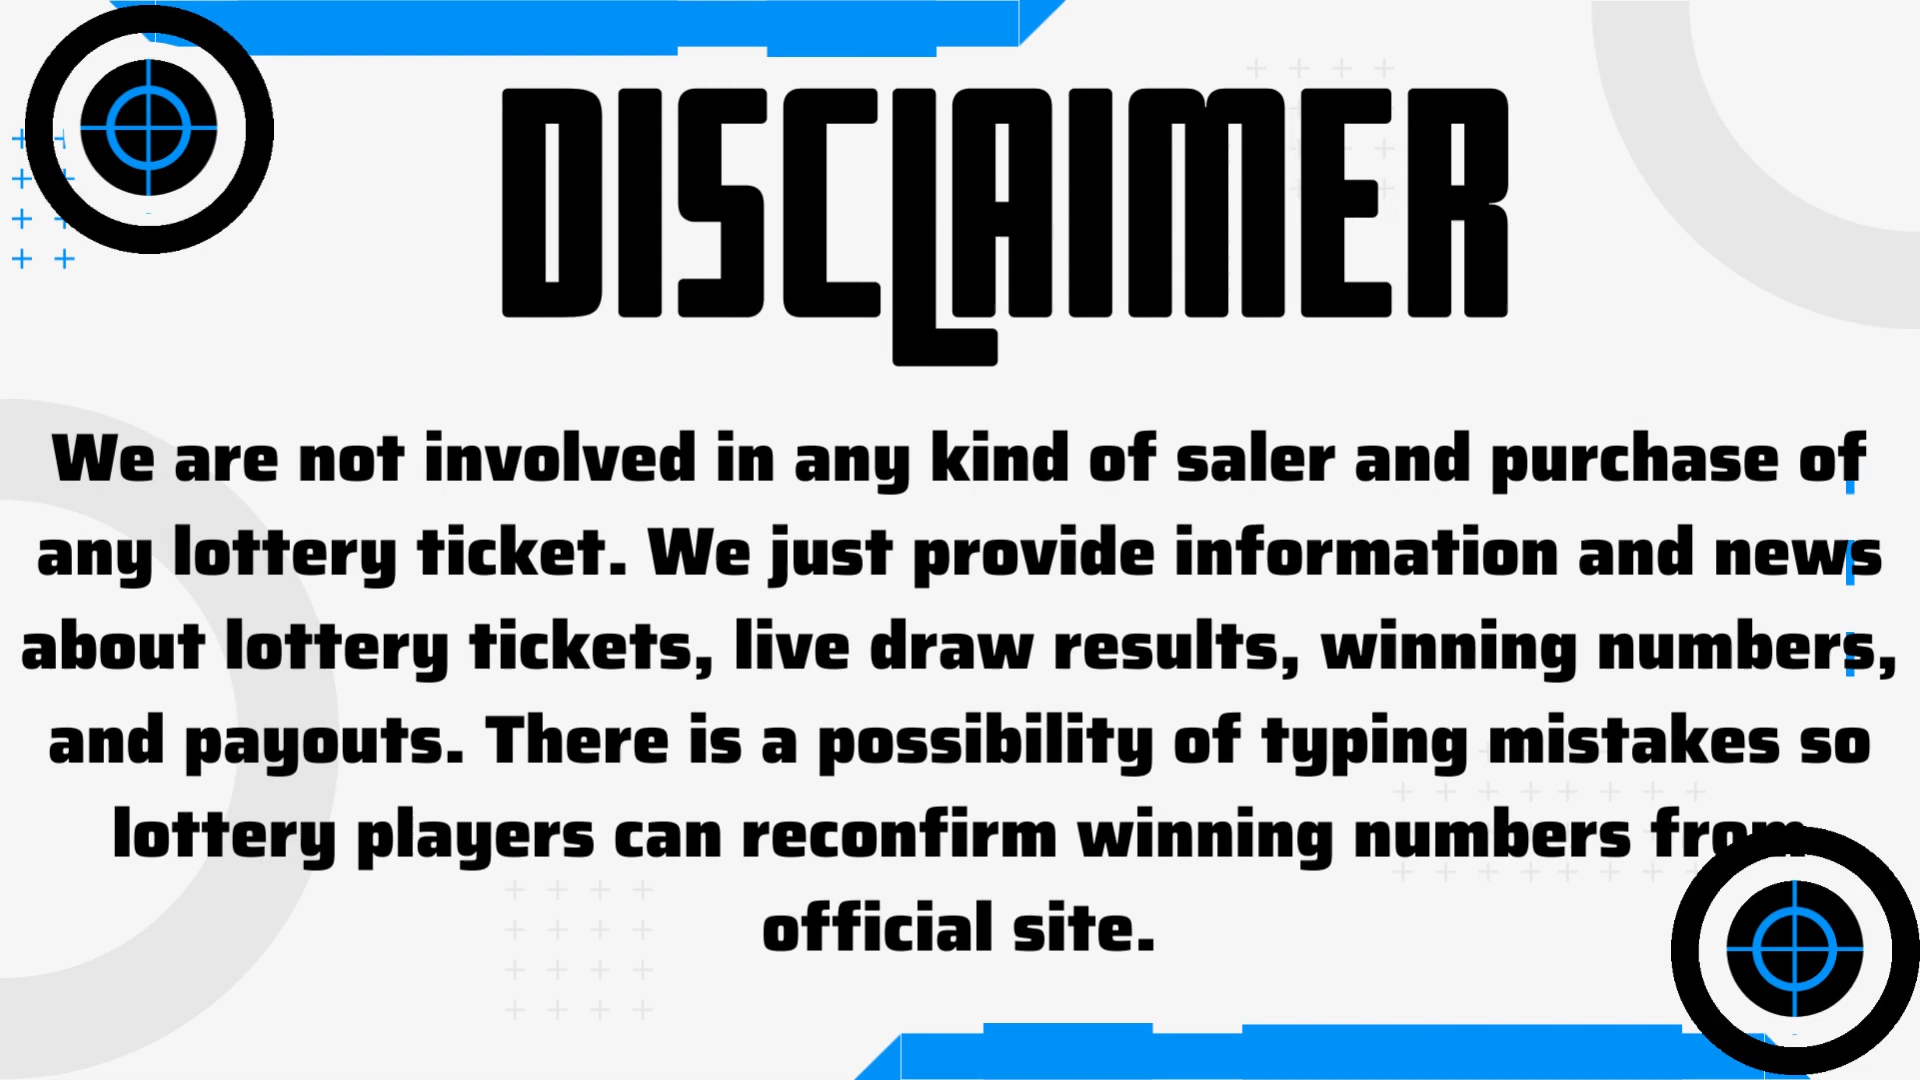 DISCLAIMER
We are not involved in any kind of saler and purchase of
any lottery ticket. We just provide information and news
about lottery tickets, live draw results, winning numbers,
and payouts. There is a possibility of typing mistakes so
lottery players can reconfirm winning numbers from
official site.